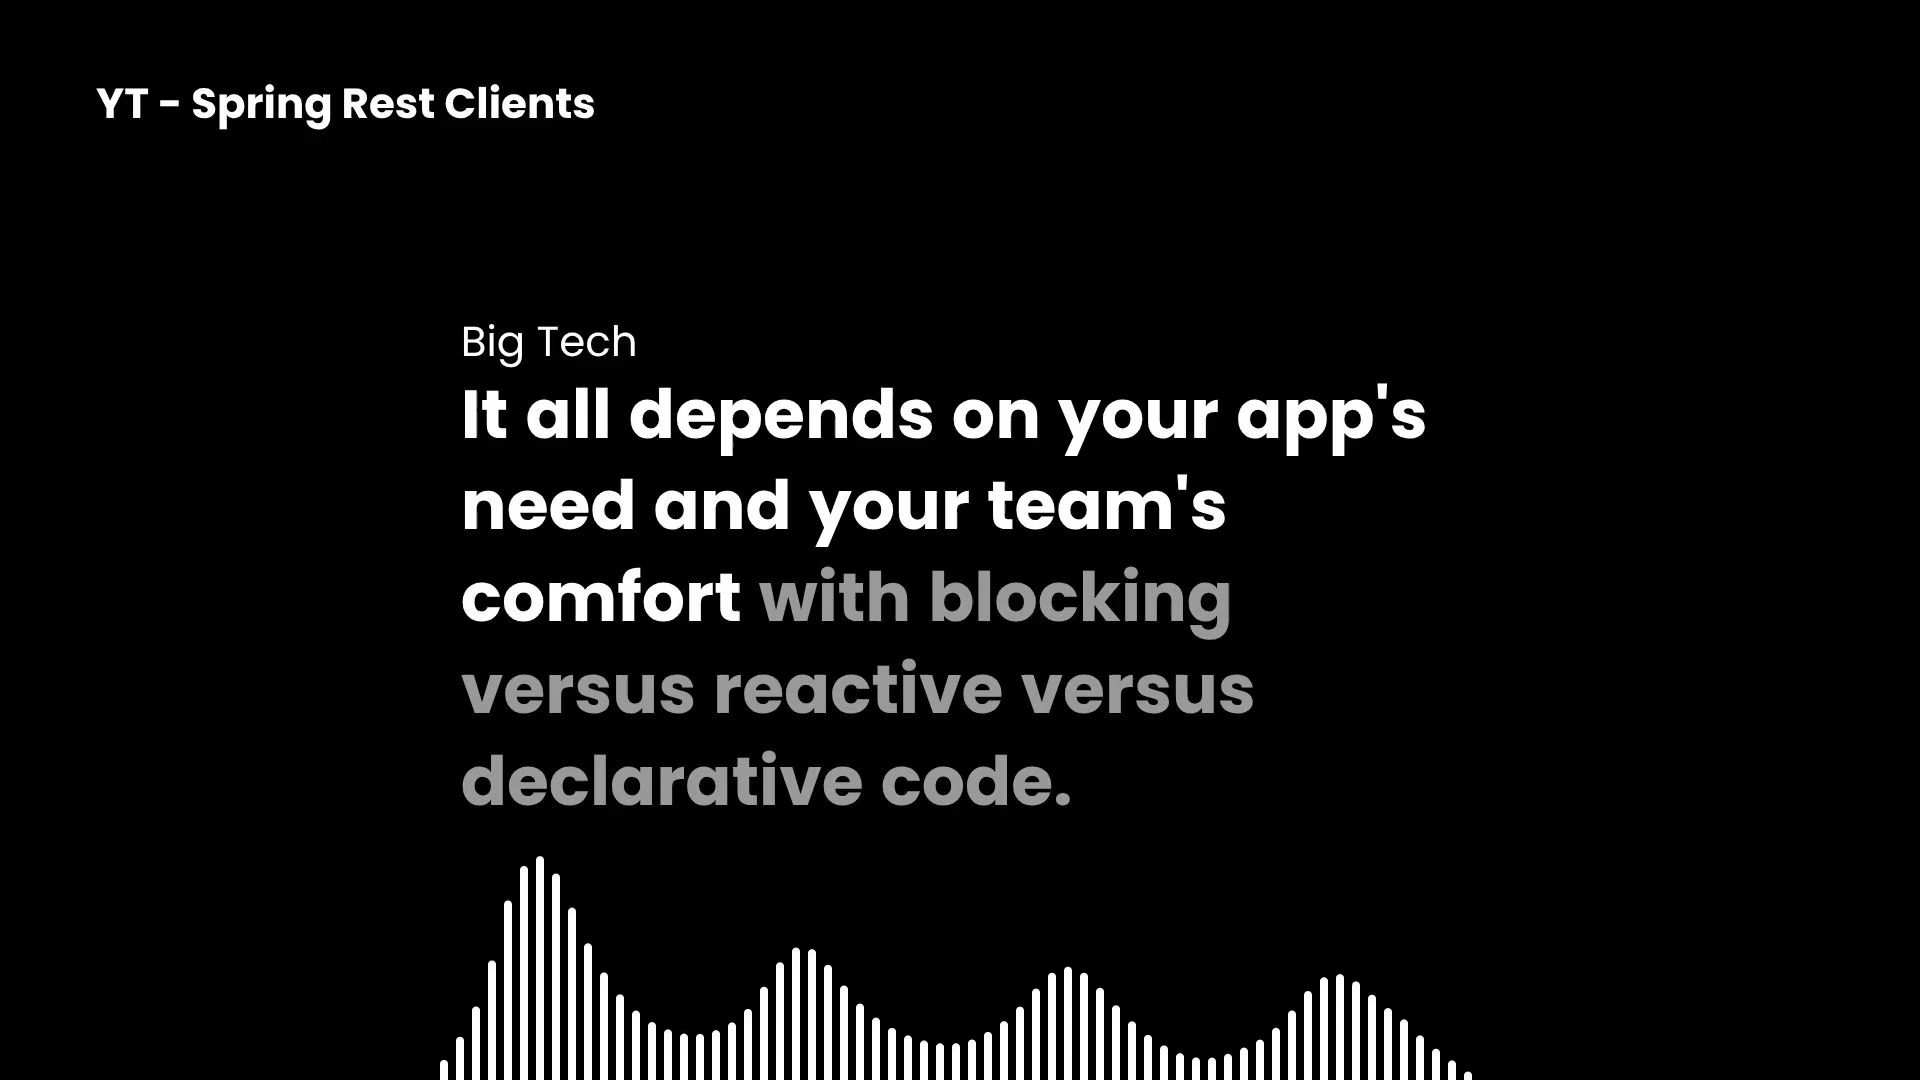 YT - Spring Rest Clients
Big Tech
It all depends on your app's
need and your team's
comfort with blocking
versus reactive versus
declarative code.